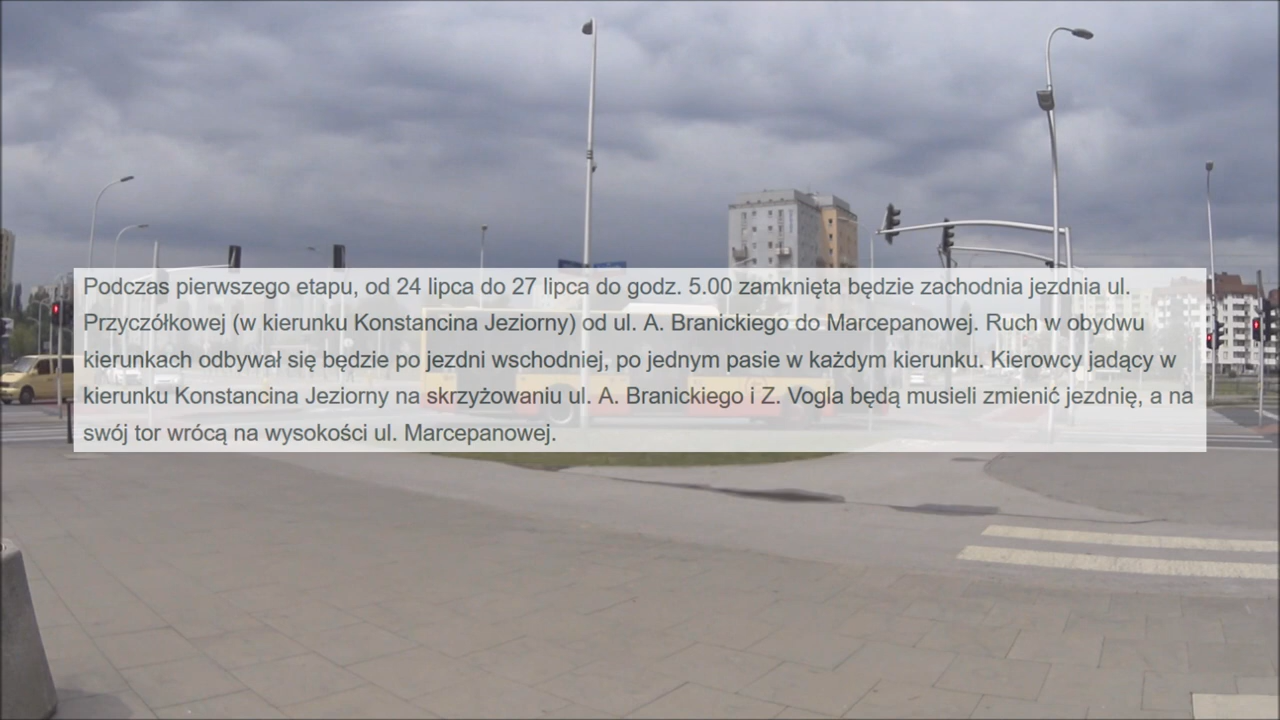 Podczas pierwszego etapu, od 24 lipca do 27 lipca do godz. 5.00 zamknięta będzie zachodnia jezdnia ul.
Przyczółkowej (w kierunku Konstancina Jeziorny) od ul. A. Branickiego do Marcepanowej. Ruch w obydwu
kierunkach odbywał się będzie po jezdni wschodniej, po jednym pasie w każdym kierunku. Kierowcy jadący w
kierunku Konstancina Jeziorny na skrzyżowaniu ul. A. Branickiego i Z. Vogla będą musieli zmienić jezdnię, a na
swój tor wrócą na wysokości ul. Marcepanowej.